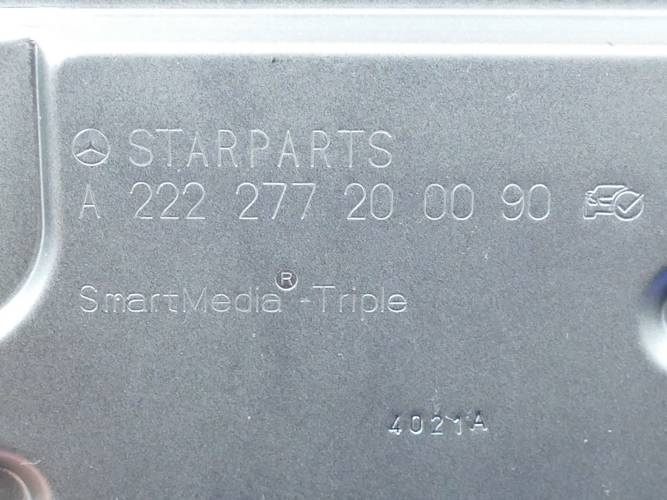 STARPARTS
A 222 277 20 00 90
SmartMedia®-Triple
4021A